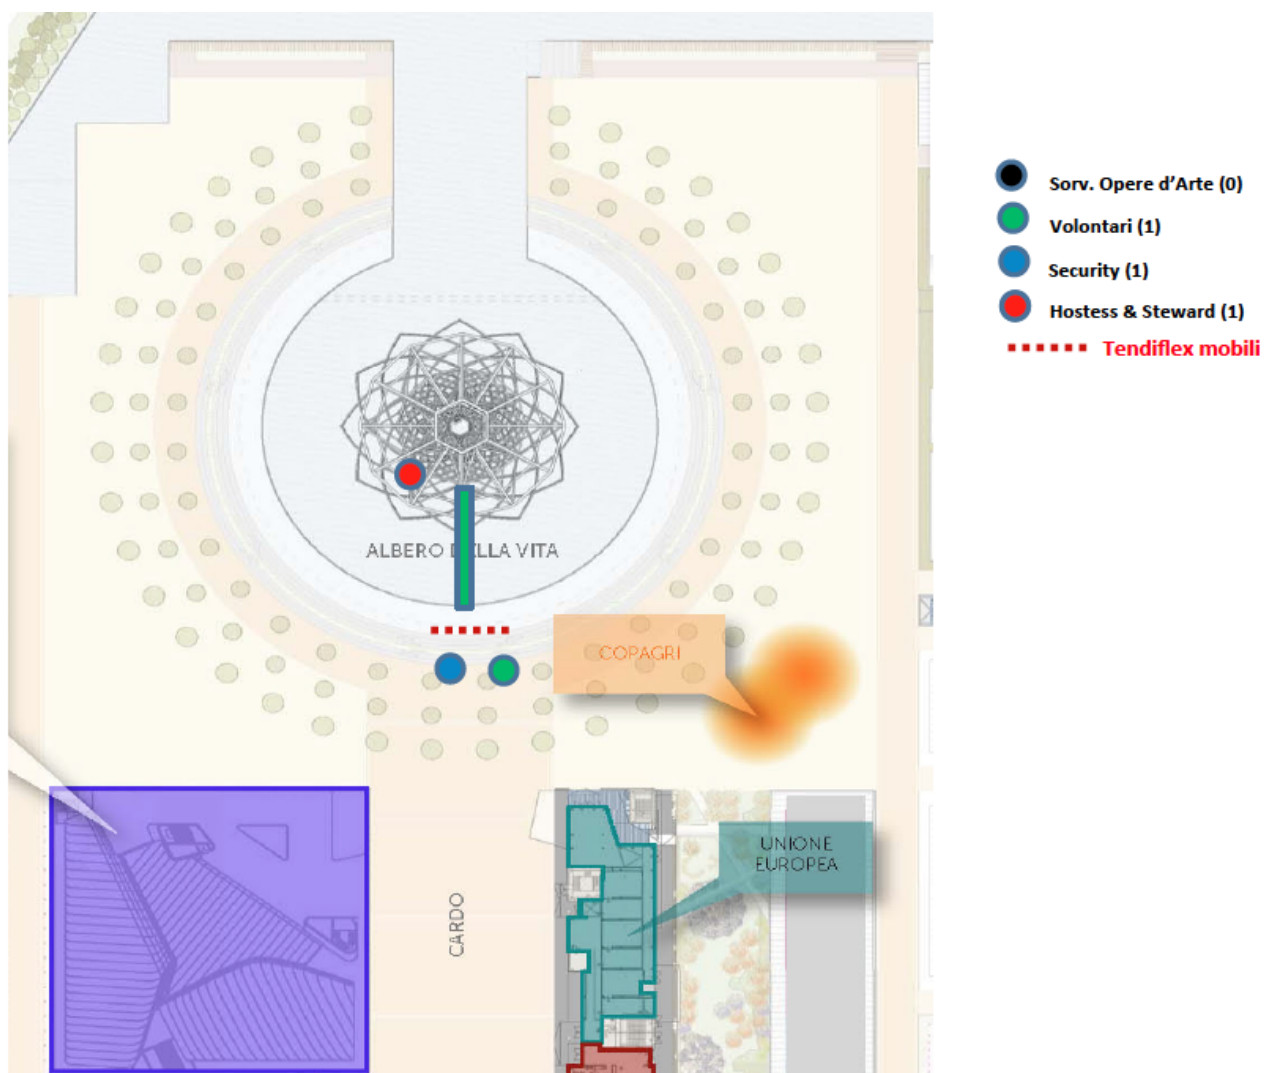 Sorv. Opere d'Arte (0)
Volontari (1)
Security (1)
Hostess & Steward (1)
Tendiflex mobili
ALBERO DELLA VITA
COPAGRI
UNIONE
EUROPEA
CARDO